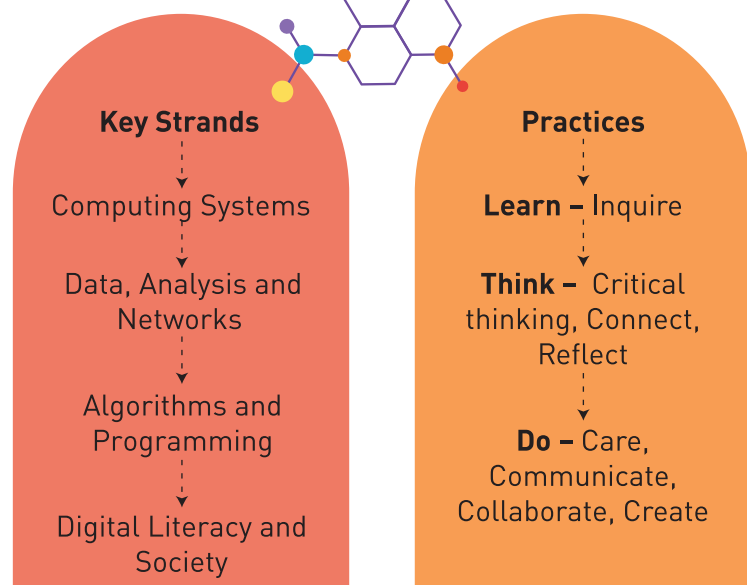 Key Strands
Computing Systems
Data, Analysis and
Networks
Algorithms and
Programming
Digital Literacy and
Society
Practices
Learn – Inquire
Think – Critical
thinking, Connect,
Reflect
Do – Care,
Communicate,
Collaborate, Create